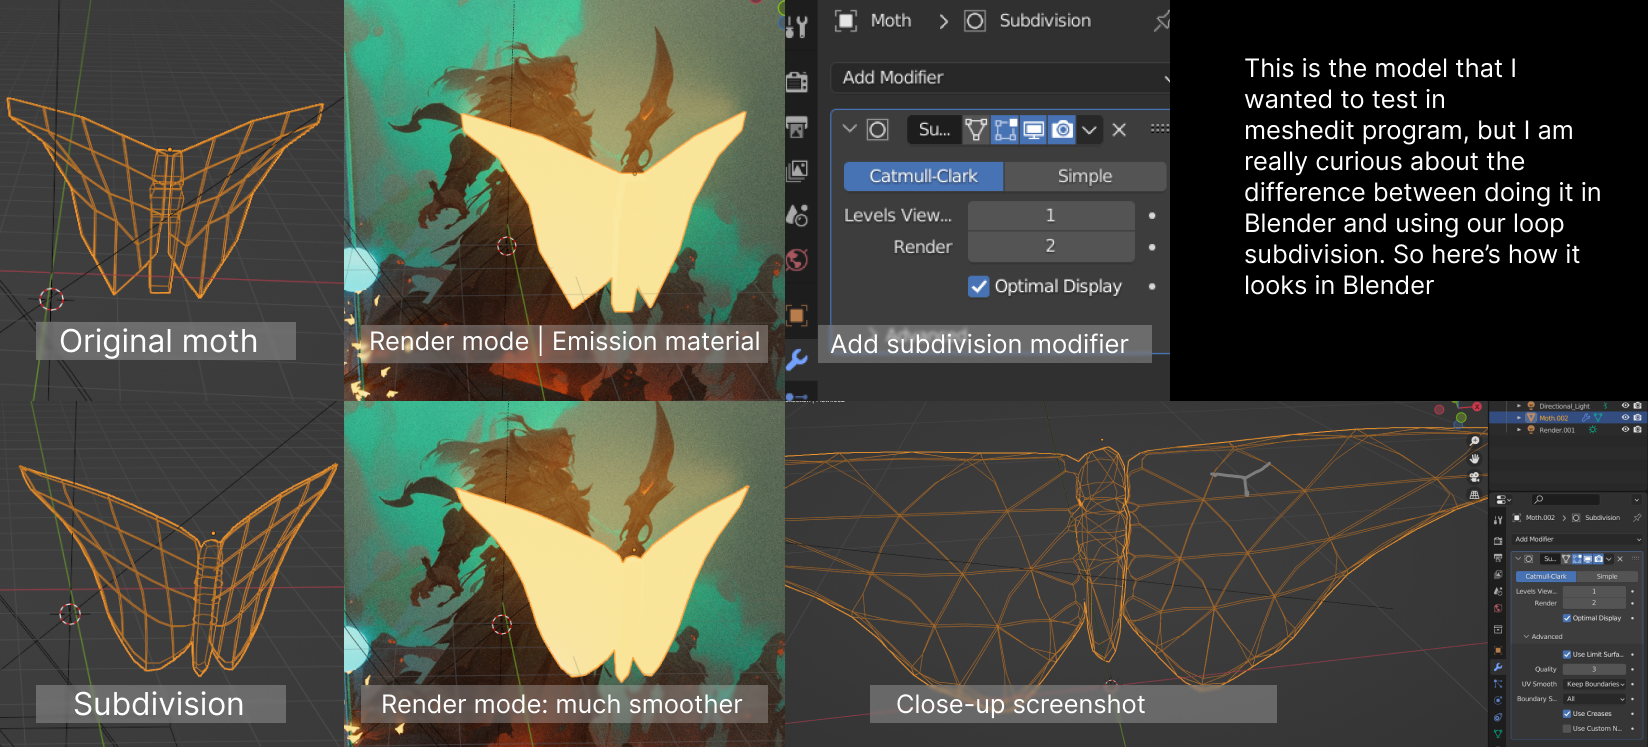 Moth > Subdivision
Add Modifier
Su...
Catmull-Clark Simple
Levels View... 1
Render 2
Optimal Display
Original moth
Render mode | Emission material
Add subdivision modifier
This is the model that I
wanted to test in
meshedit program, but I am
really curious about the
difference between doing it in
Blender and using our loop
subdivision. So here's how it
looks in Blender
Subdivision
Render mode: much smoother
Close-up screenshot
Directional_Light
Moth.002
Render.001
Moth.002 > Subdivision
Add Modifier
Su...
Catmull-Clark Simple
Levels View... 1
Render 2
Optimal Display
Advanced
Use Limit Surfa...
Quality 3
UV Smooth Keep Boundaries
Boundary S... All
Use Creases
Use Custom N...